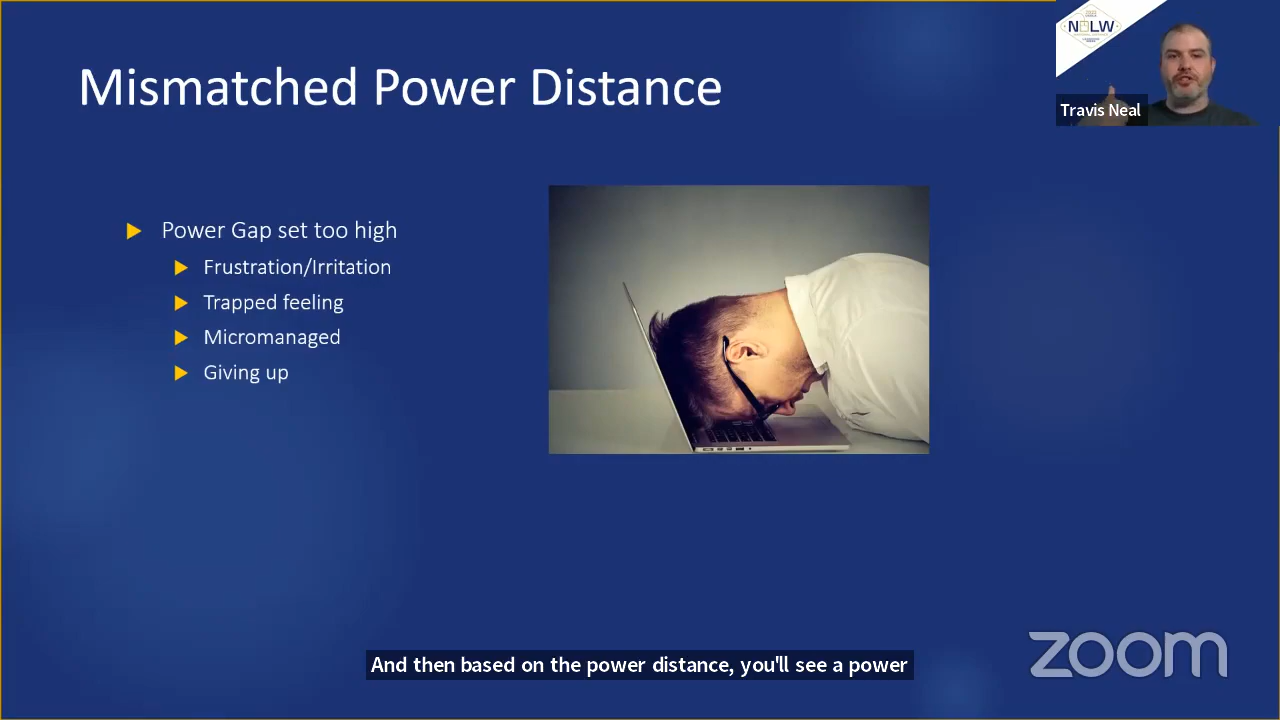 Mismatched Power Distance
NOLW
Travis Neal
Power Gap set too high
Frustration/Irritation
Trapped feeling
Micromanaged
Giving up
And then based on the power distance, you'll see a power
zoom